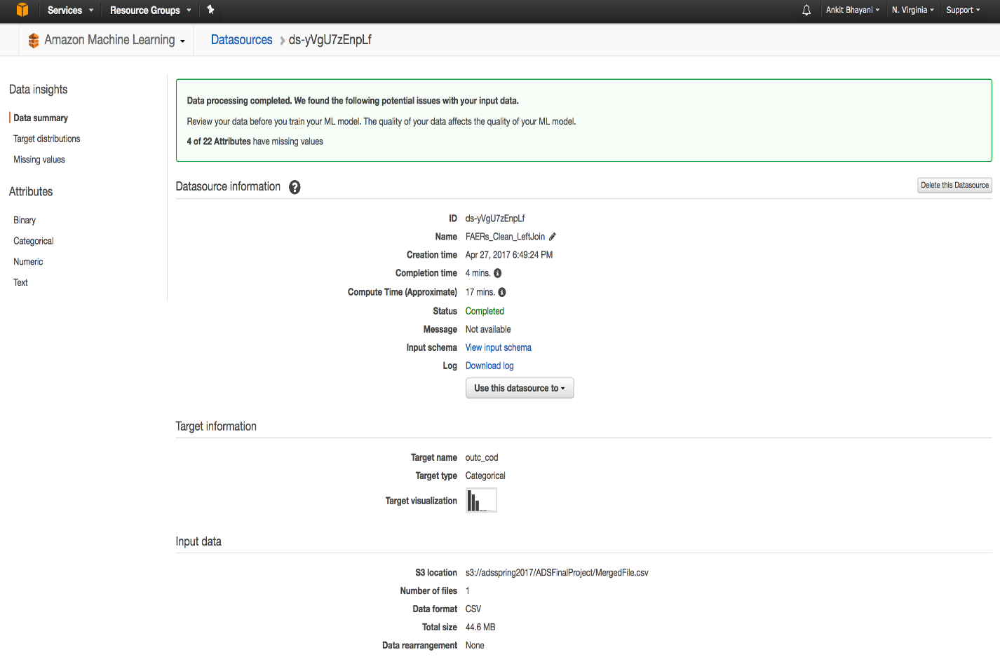 Services Resource Groups Ankit Bhayani N. Virginia Support
Amazon Machine Learning Datasources ds-yVgU7zEnpLf
Data insights
Data summary
Target distributions
Missing values
Attributes
Binary
Categorical
Numeric
Text
Data processing completed. We found the following potential issues with your input data.
Review your data before you train your ML model. The quality of your data affects the quality of your ML model.
4 of 22 Attributes have missing values
Datasource information ? Delete this Datasource
ID ds-yVgU7zEnpLf
Name FAERs_Clean_LeftJoin
Creation time Apr 27, 2017 6:49:24 PM
Completion time 4 mins.
Compute Time (Approximate) 17 mins.
Status Completed
Message Not available
Input schema View input schema
Log Download log
Use this datasource to
Target information
Target name outc_cod
Target type Categorical
Target visualization
Input data
S3 location s3://adsspring2017/ADSFinalProject/MergedFile.csv
Number of files 1
Data format CSV
Total size 44.6 MB
Data rearrangement None